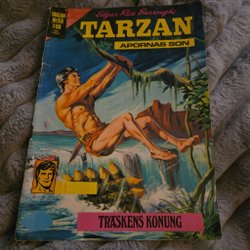 Edgar Rice Burroughs
TARZAN
APORNAS SON
TRÄSKENS KONUNG